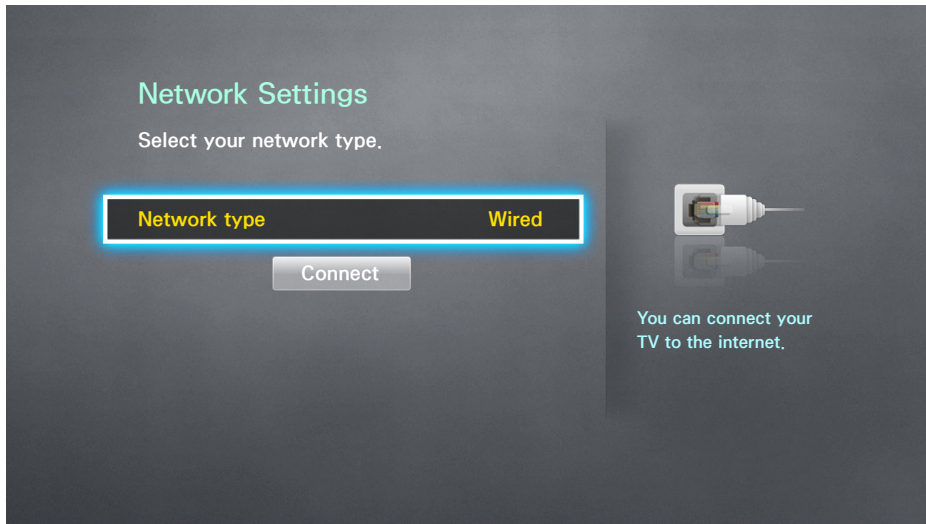 Network Settings
Select your network type.
Network type Wired
Connect
You can connect your
TV to the internet.